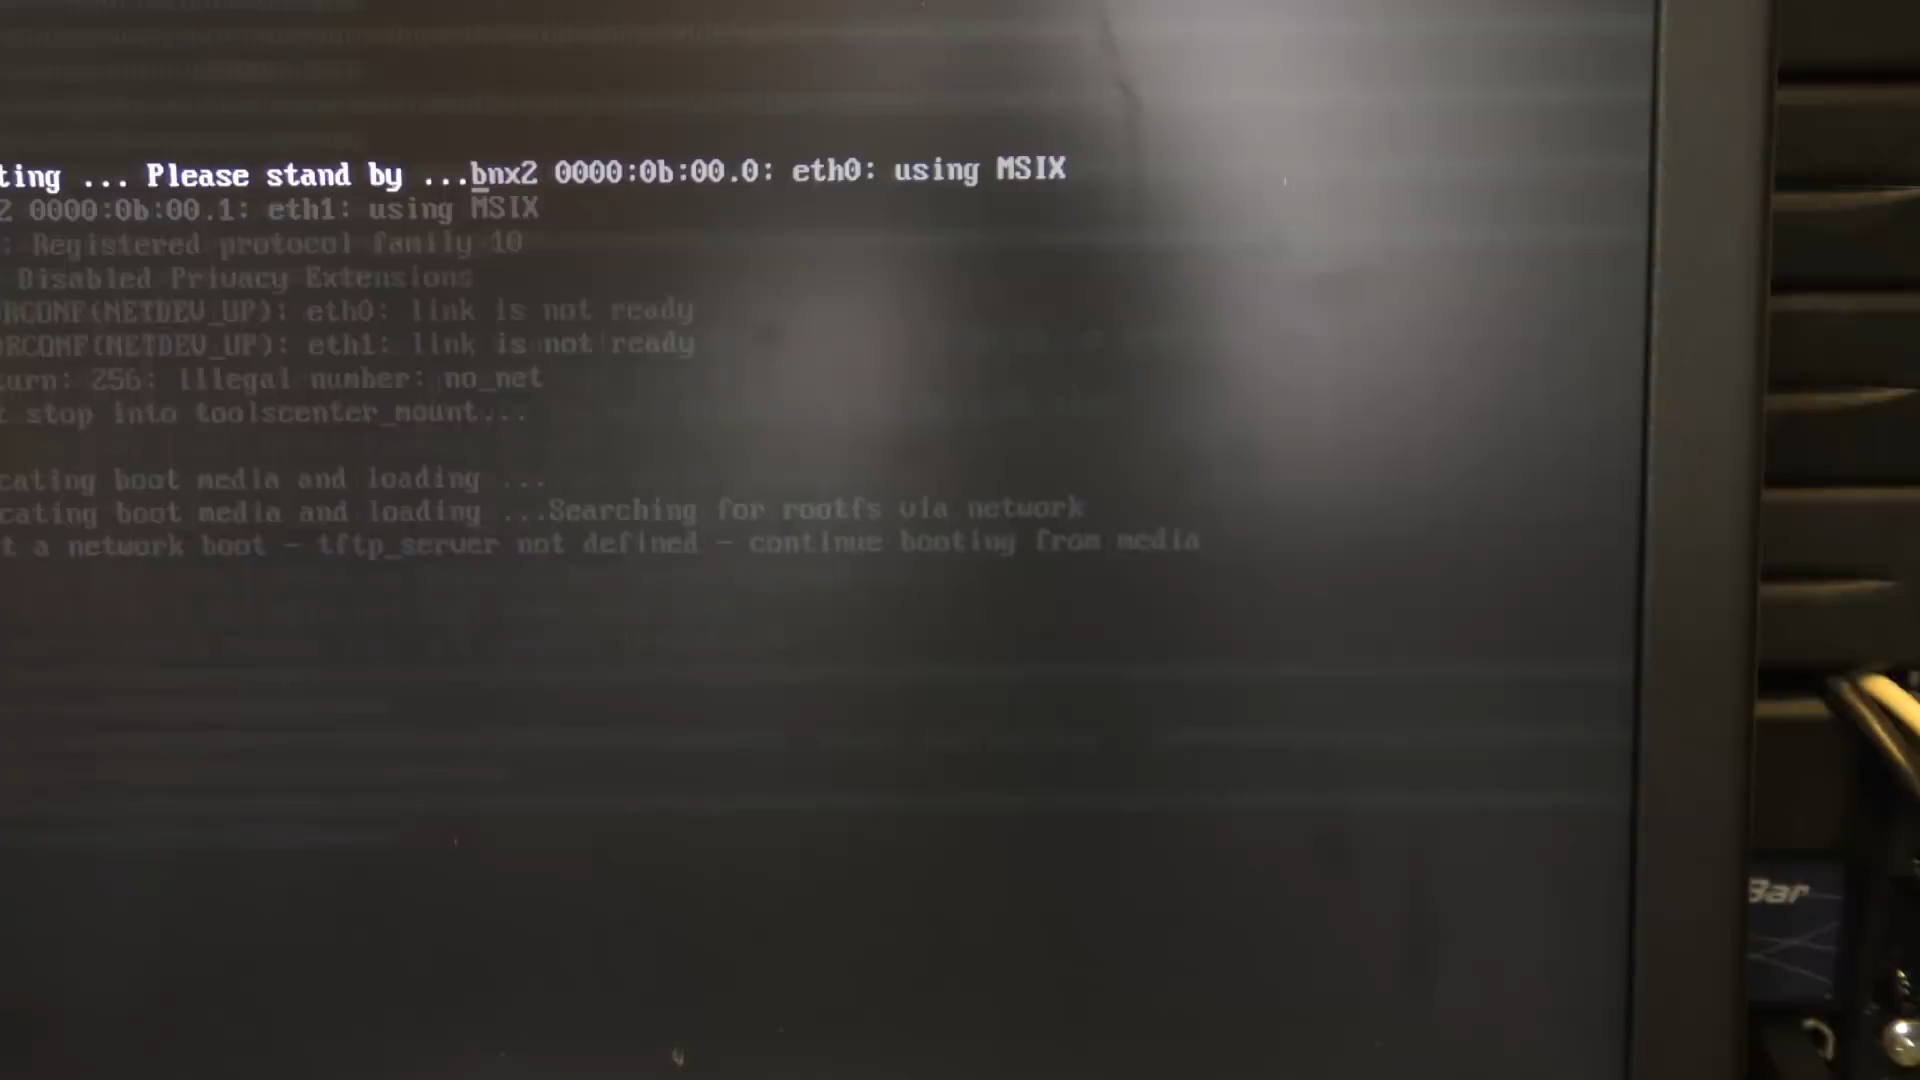 ting ... Please stand by ...bnx2 0000:0b:00.0: eth0: using MSIX
2 0000:0b:00.1: eth1: using MSIX
: Registered protocol family 10
Disabled Privacy Extensions
RCONF(NETDEV_UP): eth0: link is not ready
RCONF(NETDEV_UP): eth1: link is not ready
urn: 256: Illegal number: no_net
t stop into toolscenter_mount...
cating boot media and loading ...
cating boot media and loading ...Searching for rootfs via network
t a network boot - tftp_server not defined - continue booting from media
Bar